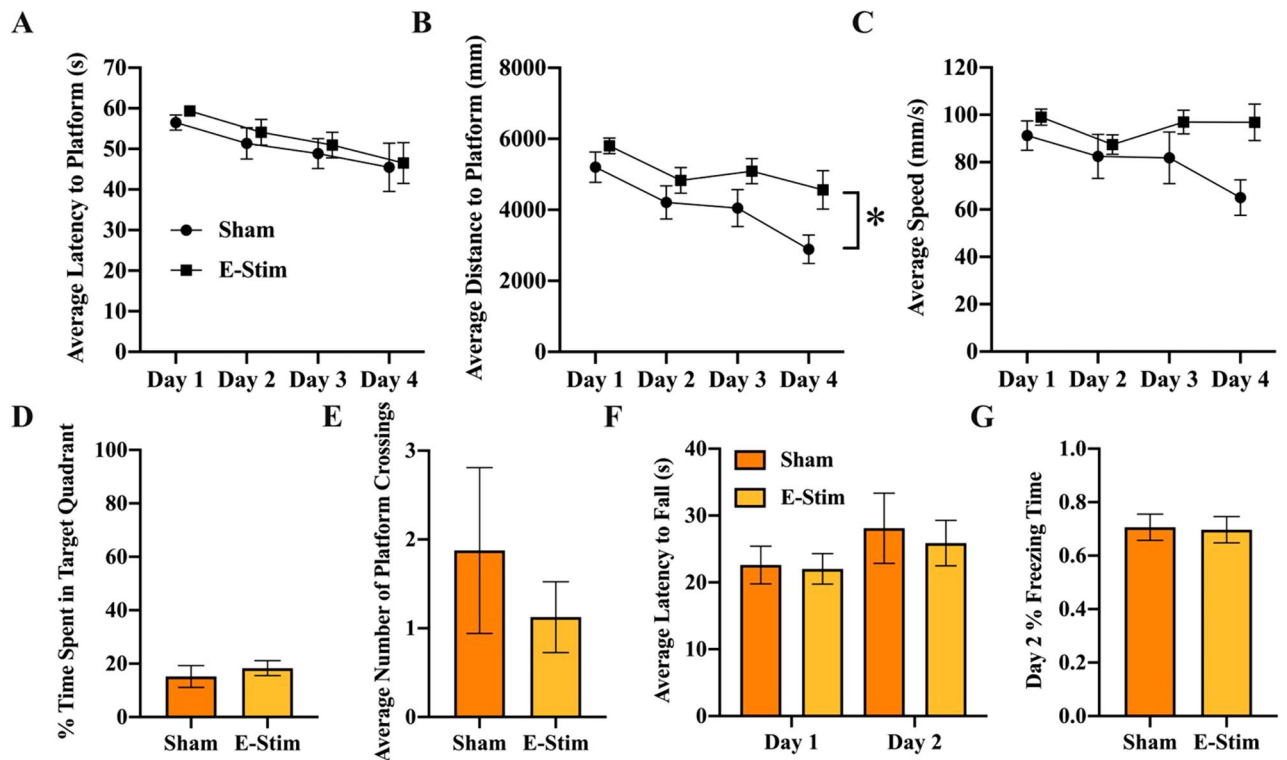 A
Average Latency to Platform (s)
70
60
50
40
30
20
10
0
Sham
E-Stim
Day 1 Day 2 Day 3 Day 4
B
Average Distance to Platform (mm)
8000
6000
4000
2000
0
*
Day 1 Day 2 Day 3 Day 4
C
Average Speed (mm/s)
120
100
80
60
40
20
0
Day 1 Day 2 Day 3 Day 4
D
% Time Spent in Target Quadrant
100
80
60
40
20
0
Sham E-Stim
E
Average Number of Platform Crossings
3
2
1
0
Sham E-Stim
F
Average Latency to Fall (s)
40
30
20
10
0
Sham
E-Stim
Day 1 Day 2
G
Day 2 % Freezing Time
1.0
0.8
0.6
0.4
0.2
0.0
Sham E-Stim